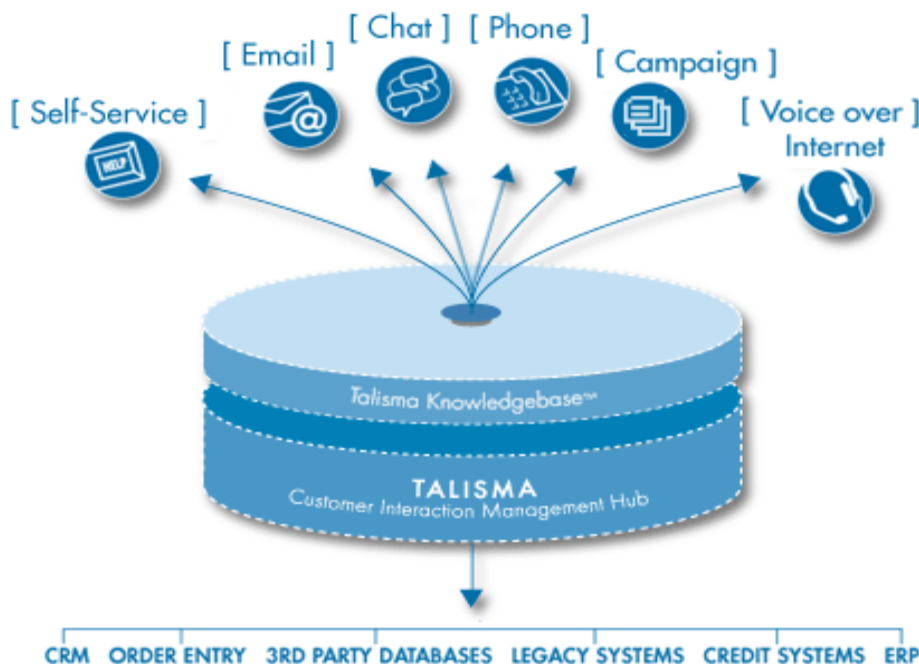 [ Chat ] [ Phone ]
[ Email ]
[ Campaign ]
[ Self-Service ]
[ Voice over ]
Internet
HELP
@
Talisma Knowledgebase™
TALISMA
Customer Interaction Management Hub
CRM ORDER ENTRY 3RD PARTY DATABASES LEGACY SYSTEMS CREDIT SYSTEMS ERP